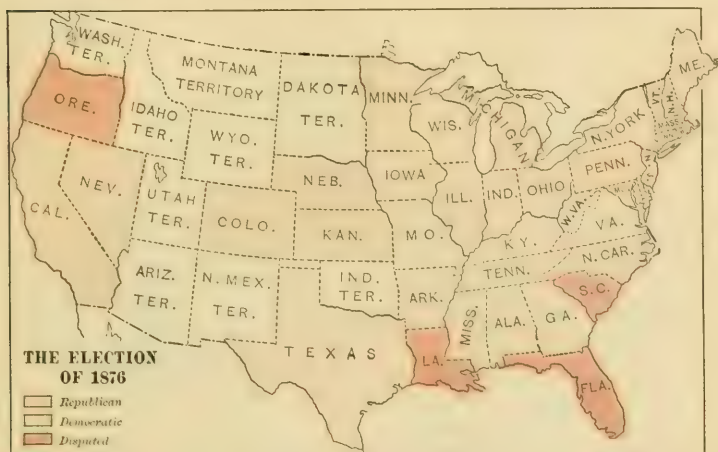 WASH.
TER.
MONTANA
TERRITORY
DAKOTA
TER.
MINN.
ORE.
IDAHO
TER.
WYO.
TER.
WIS.
MICHIGAN
N.YORK
VT.
N.H.
ME.
MASS.
NEB.
IOWA
PENN.
NEV.
UTAH
TER.
COLO.
ILL.
IND.
OHIO
N.J.
W.VA.
CAL.
KAN.
MO.
KY.
VA.
ARIZ.
TER.
N.MEX.
TER.
IND.
TER.
ARK.
TENN.
N.CAR.
S.C.
MISS.
ALA.
GA.
TEXAS
LA.
FLA.
THE ELECTION
OF 1876
Republican
Democratic
Disputed